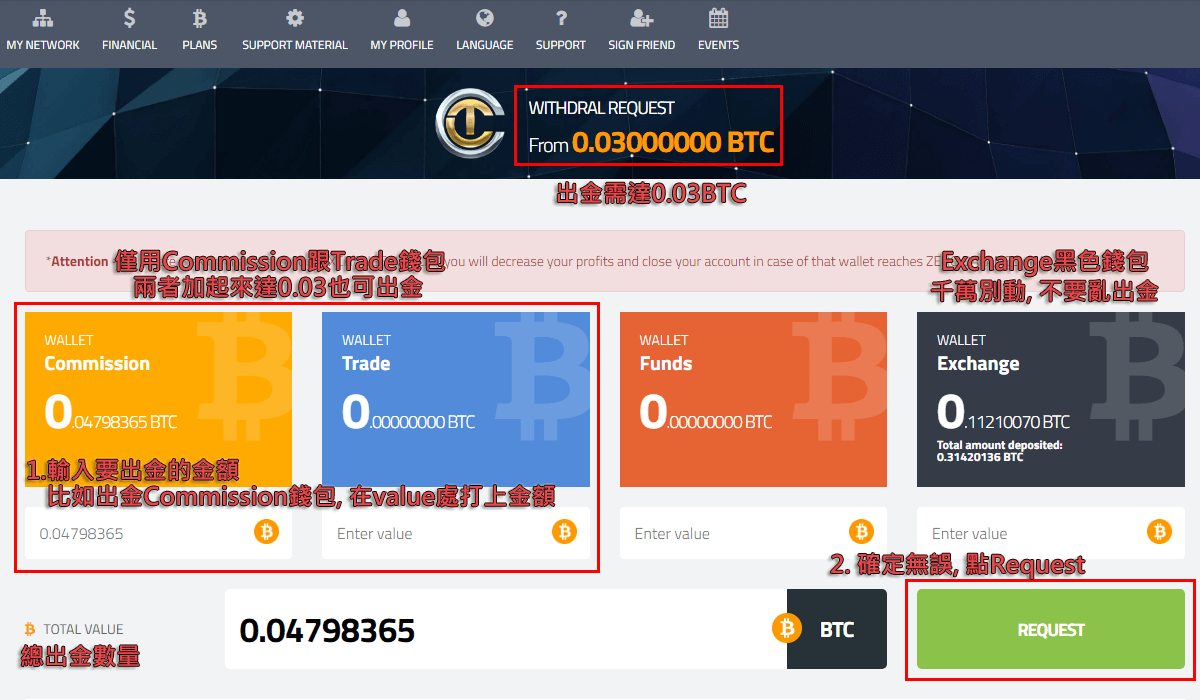 MY NETWORK
FINANCIAL
PLANS
SUPPORT MATERIAL
MY PROFILE
LANGUAGE
SUPPORT
SIGN FRIEND
EVENTS
WITHDRAL REQUEST
From 0.03000000 BTC
出金需達0.03BTC
*Attention
you will decrease your profits and close your account in case of that wallet reaches
僅用Commission跟Trade錢包
兩者加起來達0.03也可出金
Exchange黑色錢包
千萬別動, 不要亂出金
WALLET
Commission
0.04798365 BTC
WALLET
Trade
0.00000000 BTC
WALLET
Funds
0.00000000 BTC
WALLET
Exchange
0.11210070 BTC
Total amount deposited:
0.31420136 BTC
1.輸入要出金的金額
比如出金Commission錢包, 在value處打上金額
0.04798365
Enter value
Enter value
Enter value
2. 確定無誤, 點Request
TOTAL VALUE
總出金數量
0.04798365
BTC
REQUEST